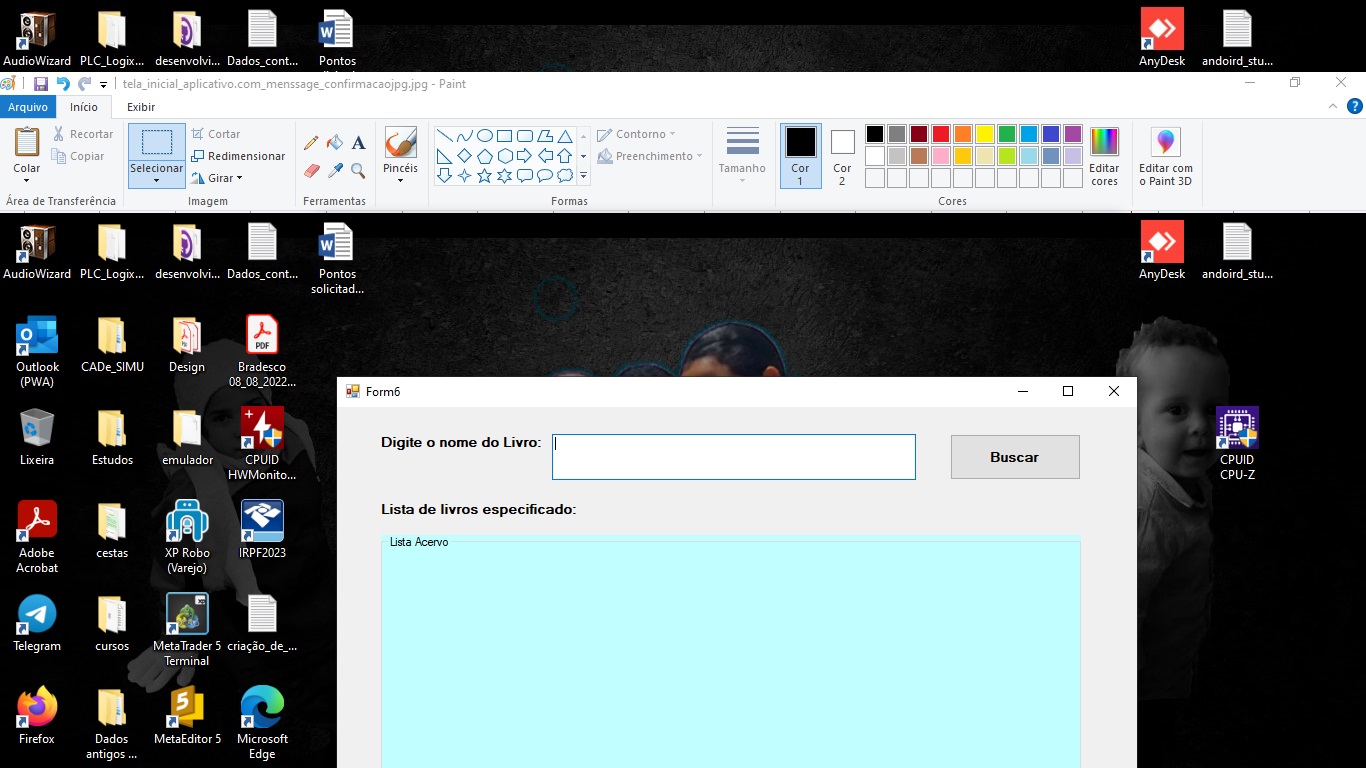 AudioWizard
PLC_Logix...
desenvolvi...
Dados_cont...
Pontos
AnyDesk
andoird_stu...
tela_inicial_aplicativo.com_menssage_confirmacaojpg.jpg - Paint
Arquivo
Início
Exibir
Colar
Recortar
Copiar
Área de Transferência
Selecionar
Cortar
Redimensionar
Girar
Imagem
A
Ferramentas
Pincéis
Contorno
Preenchimento
Formas
Tamanho
Cor
1
Cor
2
Editar
cores
Cores
Editar com
o Paint 3D
AudioWizard
PLC_Logix...
desenvolvi...
Dados_cont...
Pontos
solicitad...
AnyDesk
andoird_stu...
Outlook
(PWA)
CADe_SIMU
Design
PDF
Bradesco
08_08_2022...
Lixeira
Estudos
emulador
CPUID
HWMonito...
CPUID
CPU-Z
Adobe
Acrobat
cestas
XP Robo
(Varejo)
IRPF2023
Telegram
cursos
MetaTrader 5
Terminal
criação_de_...
Firefox
Dados
antigos ...
5
MetaEditor 5
Microsoft
Edge
Form6
Digite o nome do Livro:
Buscar
Lista de livros especificado:
Lista Acervo